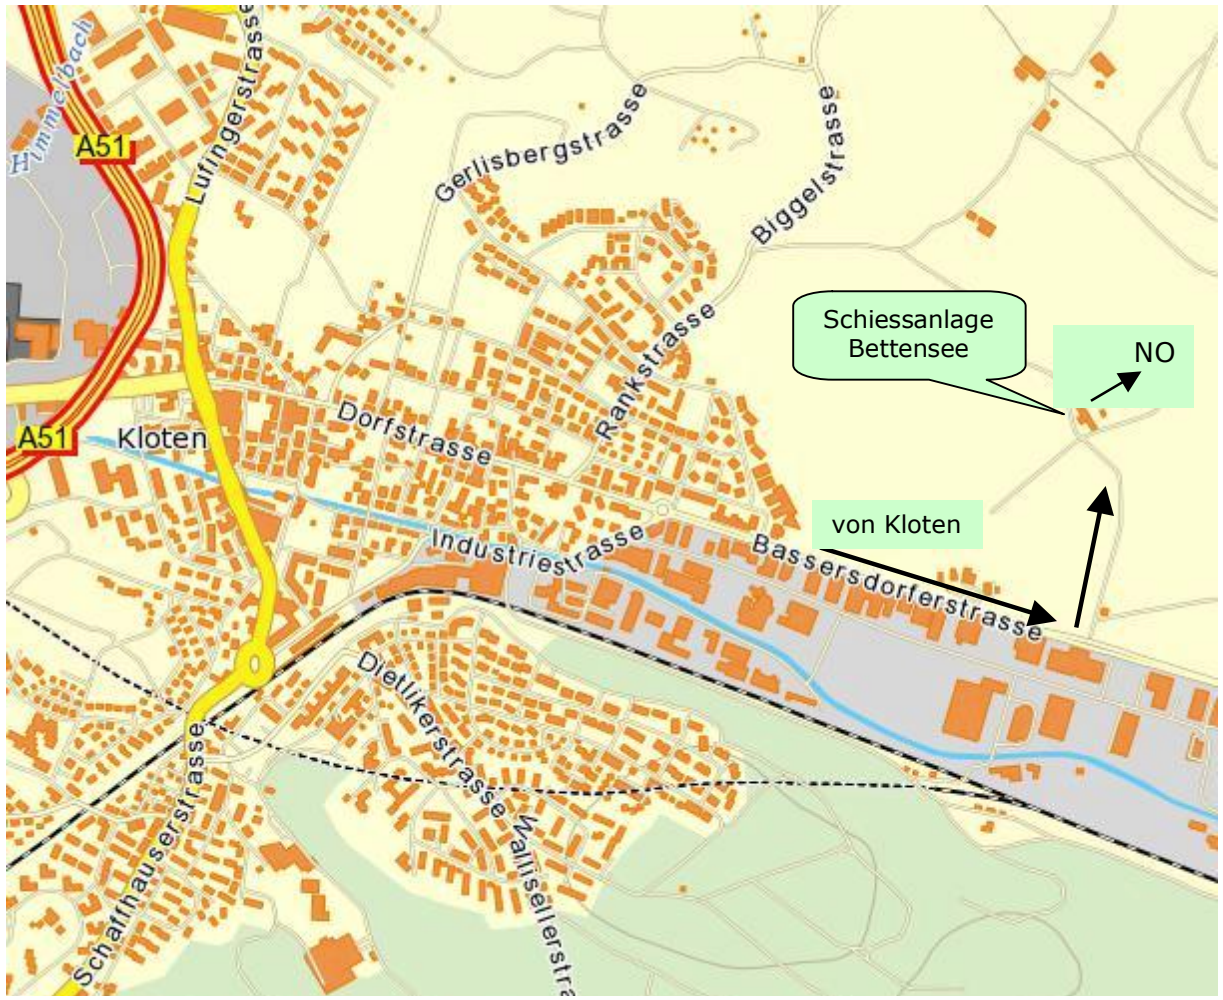 Himmelbach
A51
Lufingerstrasse
Gerlisbergstrasse
Biggelstrasse
Schiessanlage
Bettensee
NO
Rankstrasse
Dorfstrasse
A51
Kloten
von Kloten
Industriestrasse
Bassersdorferstrasse
Dietlikerstrasse
Wallisellerstra
Schaffhauserstrasse